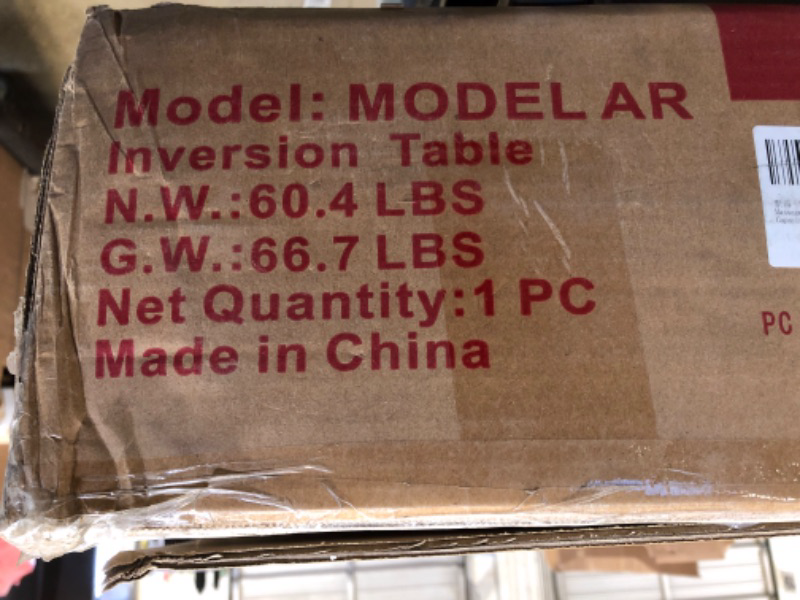 Model: MODEL AR
Inversion Table
N.W.:60.4 LBS
G.W.:66.7 LBS
Net Quantity:1 PC
Made in China
PC